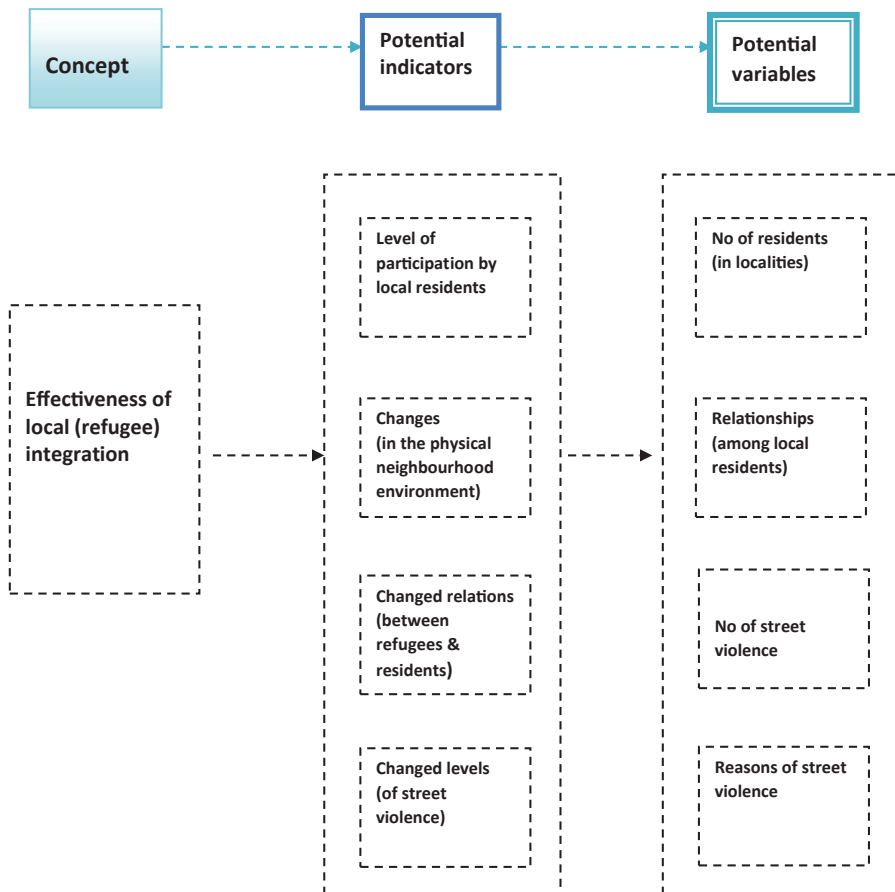 Concept
Potential
indicators
Potential
variables
Effectiveness of
local (refugee)
integration
Level of
participation by
local residents
Changes
(in the physical
neighbourhood
environment)
Changed relations
(between
refugees &
residents)
Changed levels
(of street
violence)
No of residents
(in localities)
Relationships
(among local
residents)
No of street
violence
Reasons of street
violence